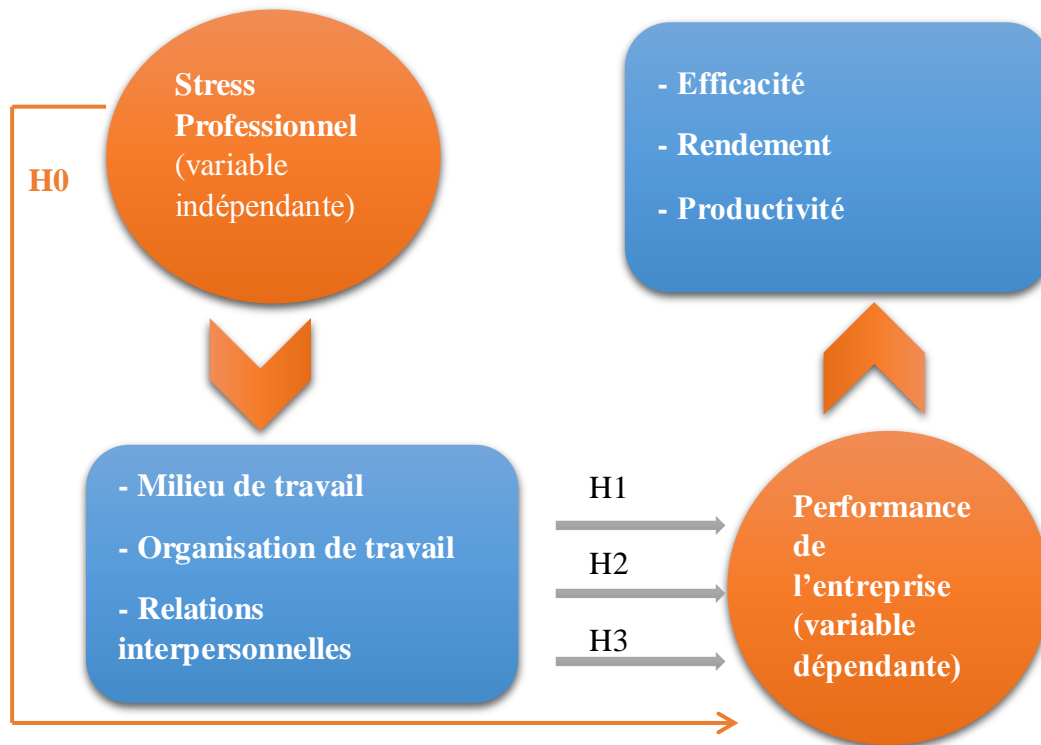 Stress
Professionnel
(variable
indépendante)
H0
- Efficacité
- Rendement
- Productivité
- Milieu de travail
- Organisation de travail
- Relations
interpersonnelles
H1
H2
H3
Performance
de
l’entreprise
(variable
dépendante)